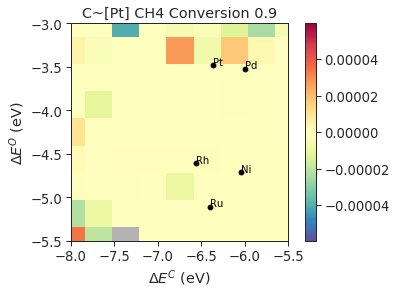 C~[Pt] CH4 Conversion 0.9
−3.0
−3.5
−4.0
−4.5
−5.0
−5.5
ΔE^O (eV)
Pt
Pd
Rh
Ni
Ru
−8.0 −7.5 −7.0 −6.5 −6.0 −5.5
ΔE^C (eV)
0.00004
0.00002
0.00000
−0.00002
−0.00004